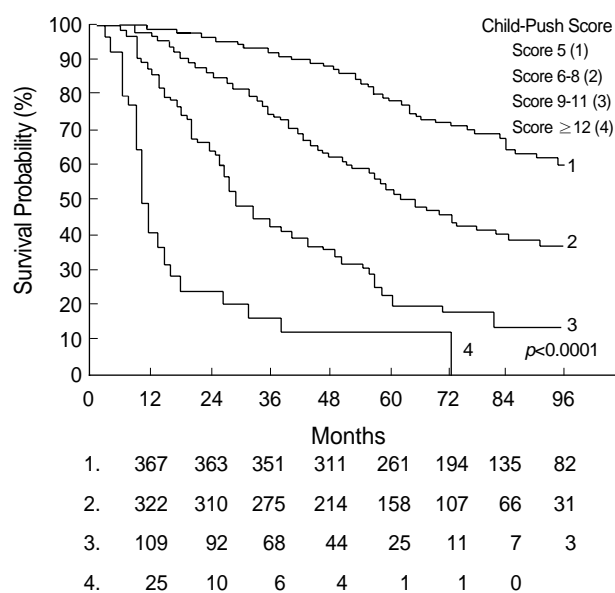 Child-Push Score
Score 5 (1)
Score 6-8 (2)
Score 9-11 (3)
Score ≥12 (4)
Survival Probability (%)
100
90
80
70
60
50
40
30
20
10
0
1
2
3
4
p<0.0001
0 12 24 36 48 60 72 84 96
Months
1. 367 363 351 311 261 194 135 82
2. 322 310 275 214 158 107 66 31
3. 109 92 68 44 25 11 7 3
4. 25 10 6 4 1 1 0